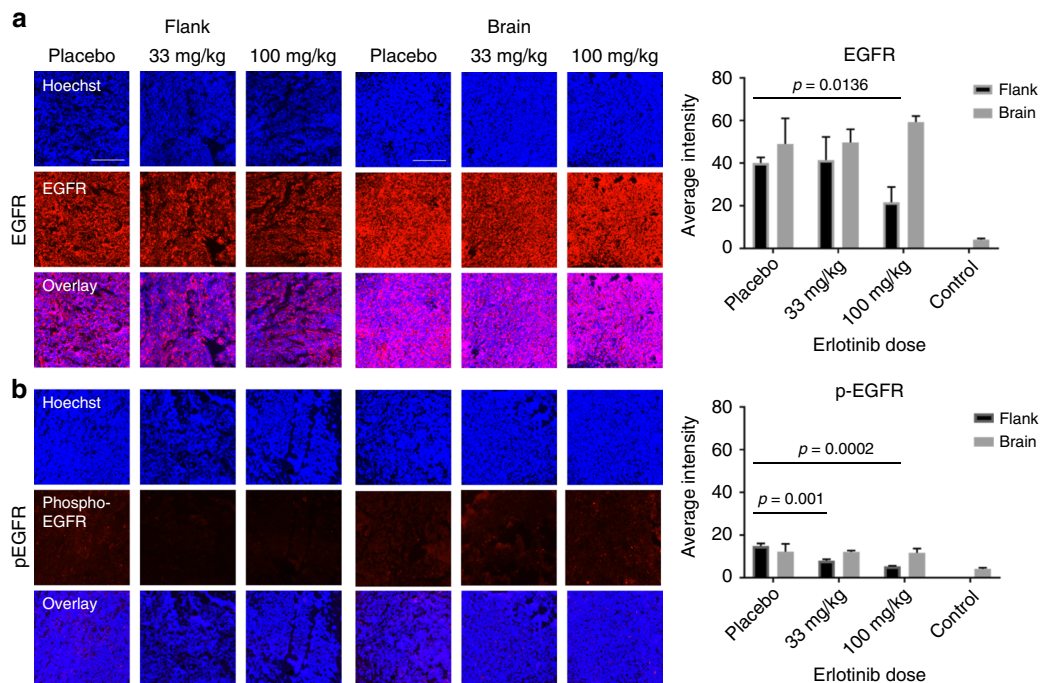 a
Flank
Brain
Placebo
33 mg/kg
100 mg/kg
Placebo
33 mg/kg
100 mg/kg
EGFR
Hoechst
EGFR
Overlay
EGFR
Average intensity
80
60
40
20
0
p = 0.0136
Flank
Brain
Placebo
33 mg/kg
100 mg/kg
Control
Erlotinib dose
b
pEGFR
Hoechst
Phospho-
EGFR
Overlay
p-EGFR
Average intensity
80
60
40
20
0
p = 0.0002
p = 0.001
Flank
Brain
Placebo
33 mg/kg
100 mg/kg
Control
Erlotinib dose